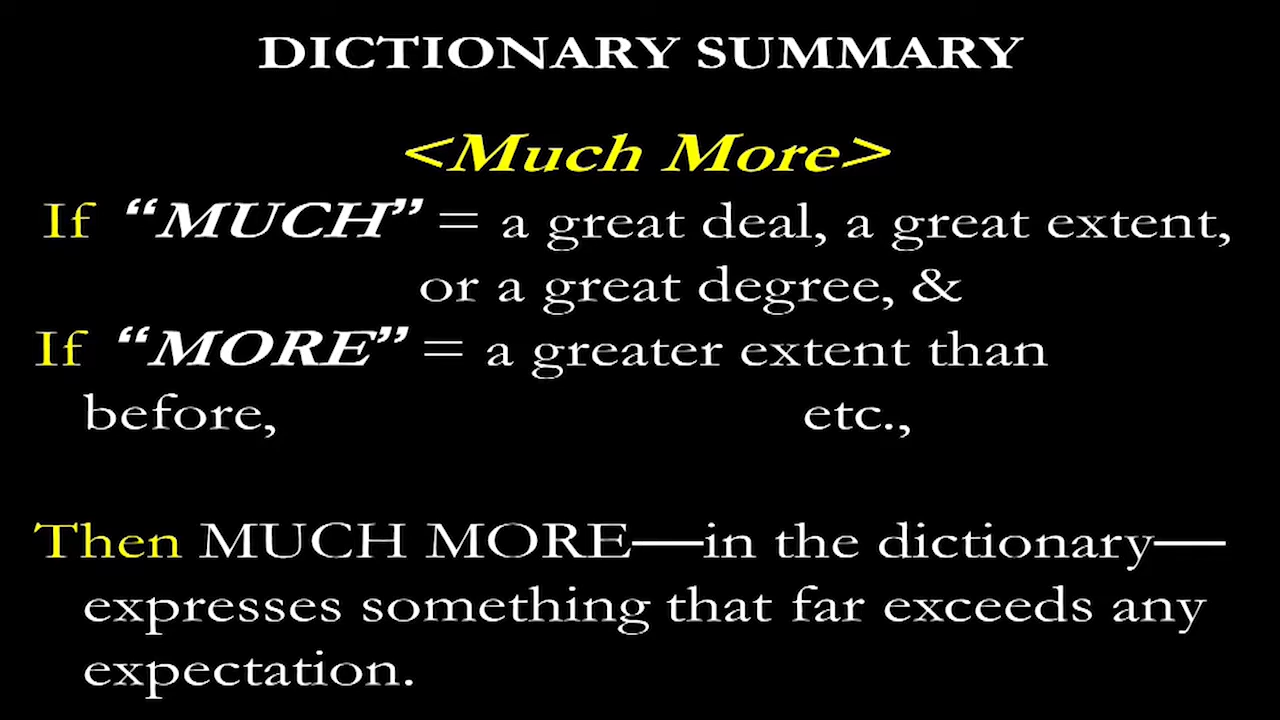 DICTIONARY SUMMARY
<Much More>
If “MUCH” = a great deal, a great extent,
or a great degree, &
If “MORE” = a greater extent than
before, etc.,
Then MUCH MORE—in the dictionary—
expresses something that far exceeds any
expectation.